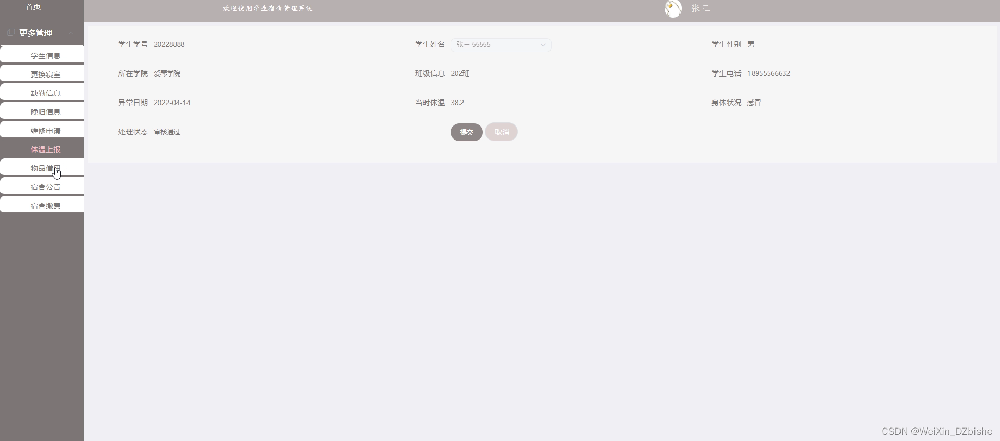 首页
欢迎使用学生宿舍管理系统
张三
更多管理
学生信息
更换寝室
缺勤信息
晚归信息
维修申请
体温上报
物品借用
宿舍公告
宿舍缴费
学生学号 20228888
学生姓名 张三-55555
学生性别 男
所在学院 爱琴学院
班级信息 202班
学生电话 18955566632
异常日期 2022-04-14
当时体温 38.2
身体状况 感冒
处理状态 审核通过
提交 取消
CSDN @WeiXin_DZbishe